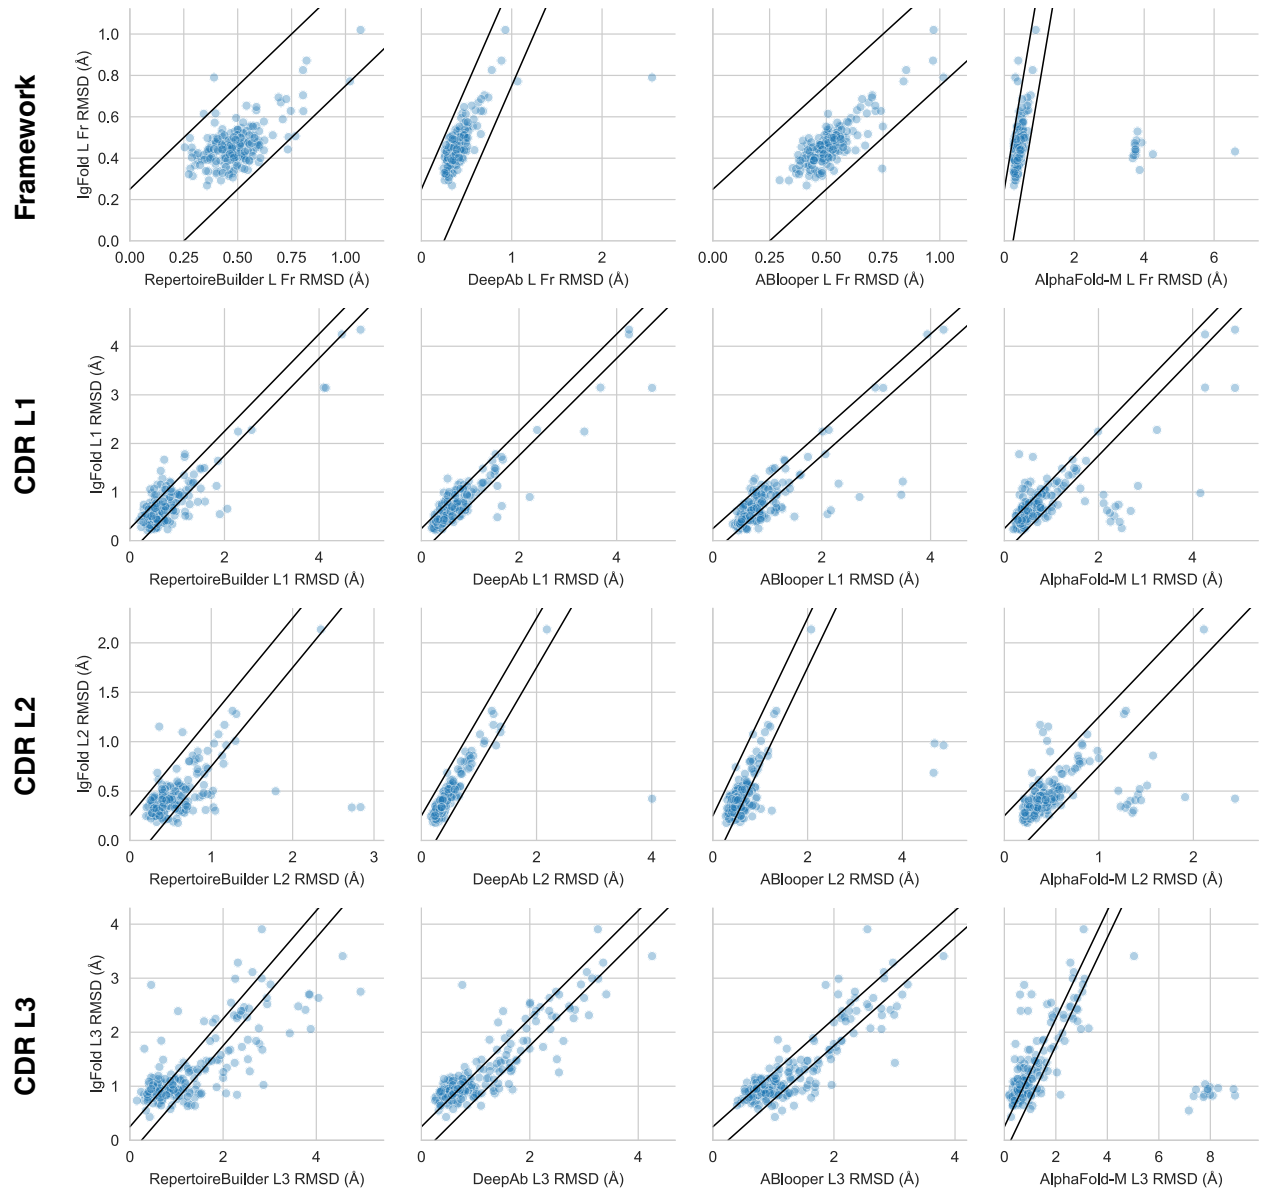 Framework
IgFold L Fr RMSD (Å)
1.0
0.8
0.6
0.4
0.2
0.0
0.00 0.25 0.50 0.75 1.00
RepertoireBuilder L Fr RMSD (Å)
0 1 2
DeepAb L Fr RMSD (Å)
0.00 0.25 0.50 0.75 1.00
ABlooper L Fr RMSD (Å)
0 2 4 6
AlphaFold-M L Fr RMSD (Å)
CDR L1
IgFold L1 RMSD (Å)
4
3
2
1
0
0 2 4
RepertoireBuilder L1 RMSD (Å)
0 2 4
DeepAb L1 RMSD (Å)
0 2 4
ABlooper L1 RMSD (Å)
0 2 4
AlphaFold-M L1 RMSD (Å)
CDR L2
IgFold L2 RMSD (Å)
2.0
1.5
1.0
0.5
0.0
0 1 2 3
RepertoireBuilder L2 RMSD (Å)
0 2 4
DeepAb L2 RMSD (Å)
0 2 4
ABlooper L2 RMSD (Å)
0 1 2
AlphaFold-M L2 RMSD (Å)
CDR L3
IgFold L3 RMSD (Å)
4
3
2
1
0
0 2 4
RepertoireBuilder L3 RMSD (Å)
0 2 4
DeepAb L3 RMSD (Å)
0 2 4
ABlooper L3 RMSD (Å)
0 2 4 6 8
AlphaFold-M L3 RMSD (Å)